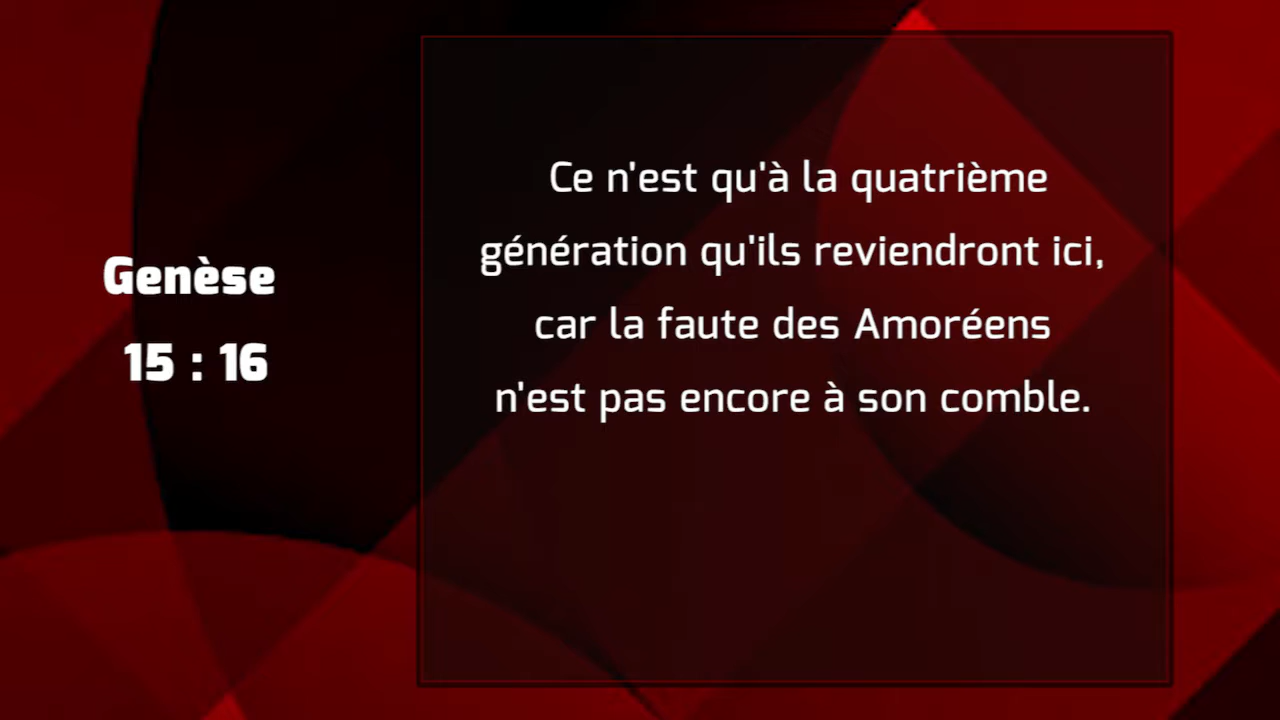 Genèse
15 : 16
Ce n'est qu'à la quatrième
génération qu'ils reviendront ici,
car la faute des Amoréens
n'est pas encore à son comble.